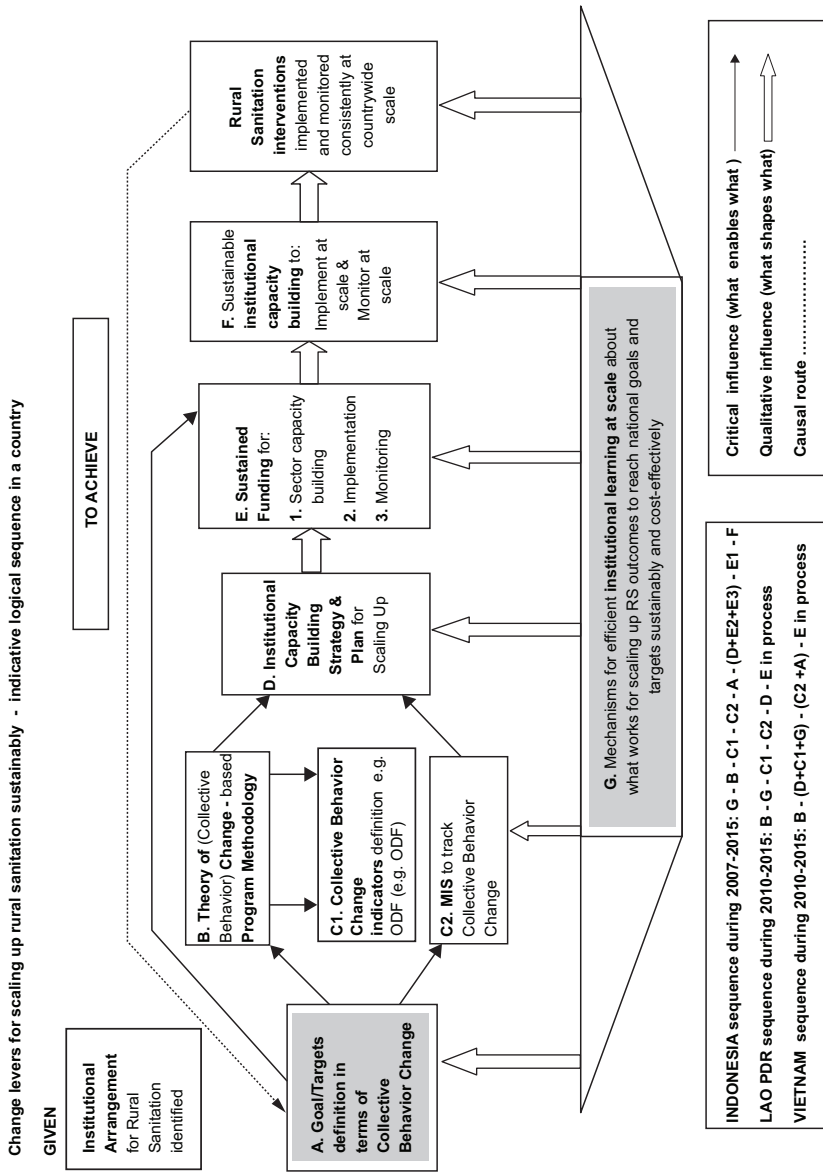 Change levers for scaling up rural sanitation sustainably - indicative logical sequence in a country
GIVEN
TO ACHIEVE
Institutional
Arrangement
for Rural
Sanitation
identified
A. Goal/Targets
definition in
terms of
Collective
Behavior Change
B. Theory of (Collective
Behavior) Change - based
Program Methodology
C1. Collective Behavior
Change
indicators definition e.g.
ODF (e.g. ODF)
C2. MIS to track
Collective Behavior
Change
D. Institutional
Capacity
Building
Strategy &
Plan for
Scaling Up
E. Sustained
Funding for:
1. Sector capacity
building
2. Implementation
3. Monitoring
F. Sustainable
institutional
capacity
building to:
Implement at
scale &
Monitor at
scale
Rural
Sanitation
interventions
implemented
and monitored
consistently at
countrywide
scale
G. Mechanisms for efficient institutional learning at scale about
what works for scaling up RS outcomes to reach national goals and
targets sustainably and cost-effectively
INDONESIA sequence during 2007-2015: G - B - C1 - C2 - A - (D+E2+E3) - E1 - F
LAO PDR sequence during 2010-2015: B - G - C1 - C2 - D - E in process
VIETNAM sequence during 2010-2015: B - (D+C1+G) - (C2 +A) - E in process
Critical influence (what enables what )
Qualitative influence (what shapes what)
Causal route .....................